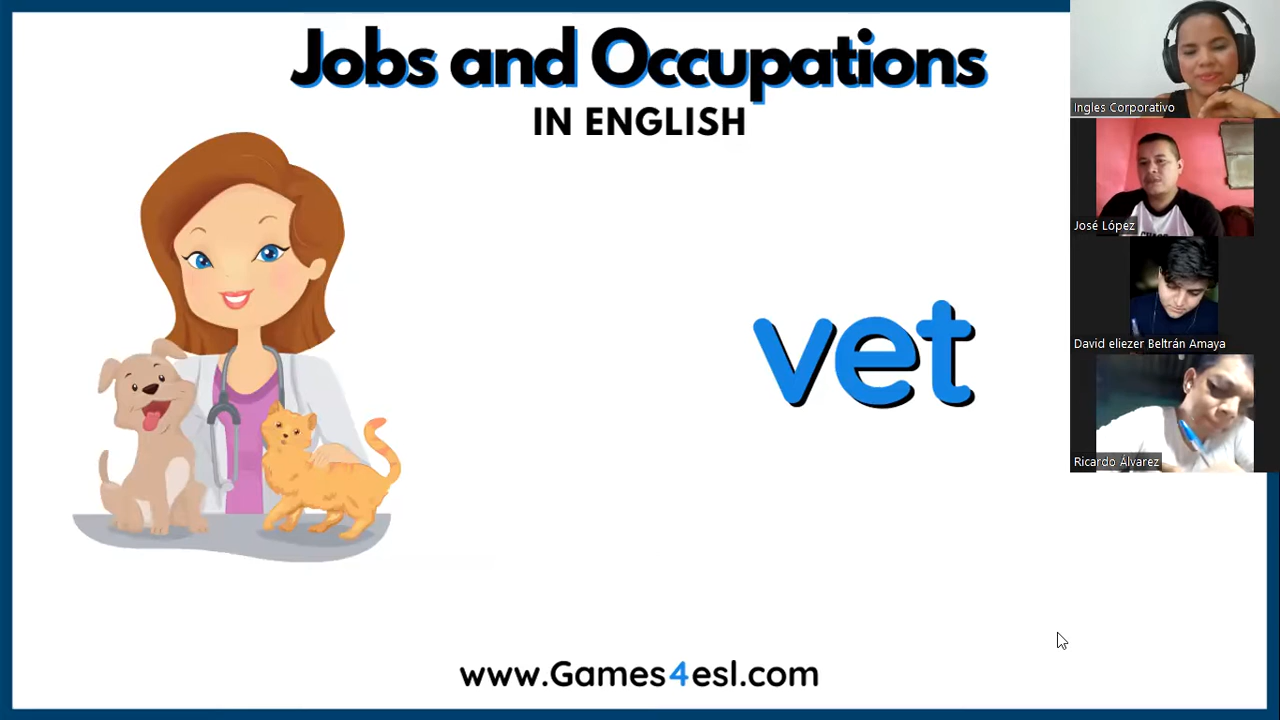 Jobs and Occupations
IN ENGLISH
vet
www.Games4esl.com
Ingles Corporativo
José López
David eliezer Beltrán Amaya
Ricardo Álvarez